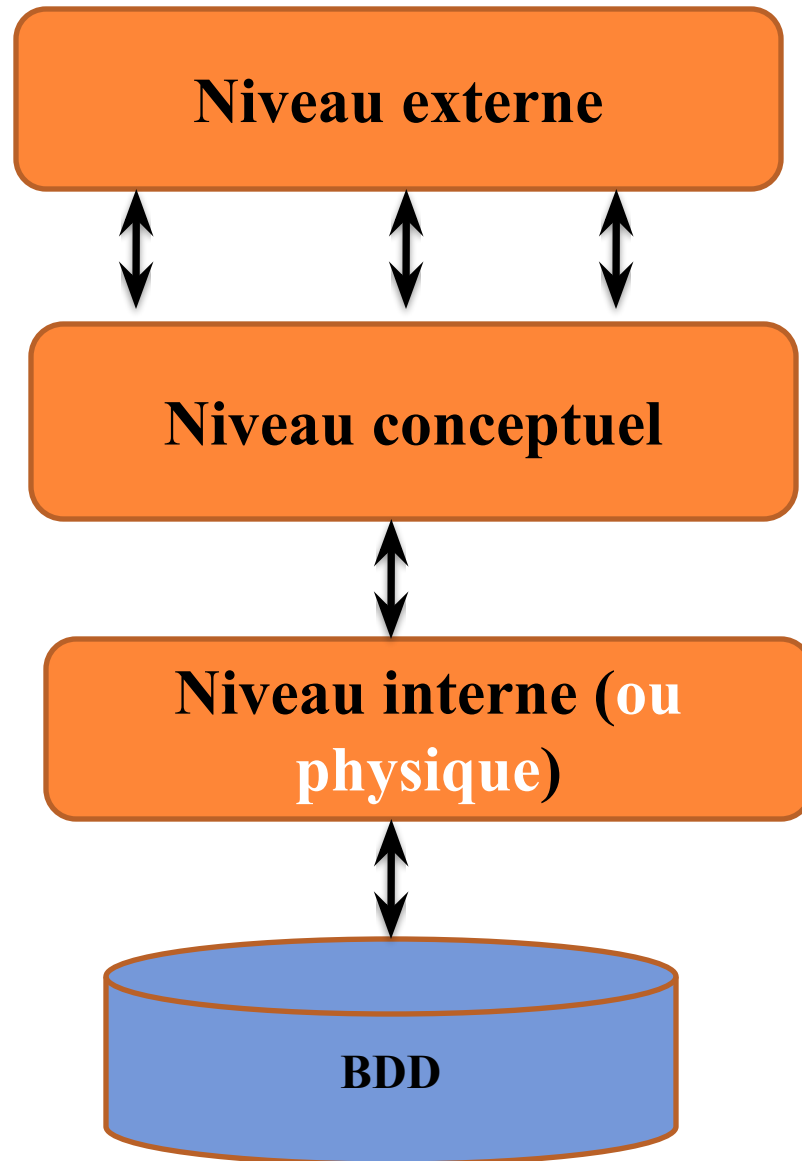 Niveau externe
Niveau conceptuel
Niveau interne (ou
physique)
BDD